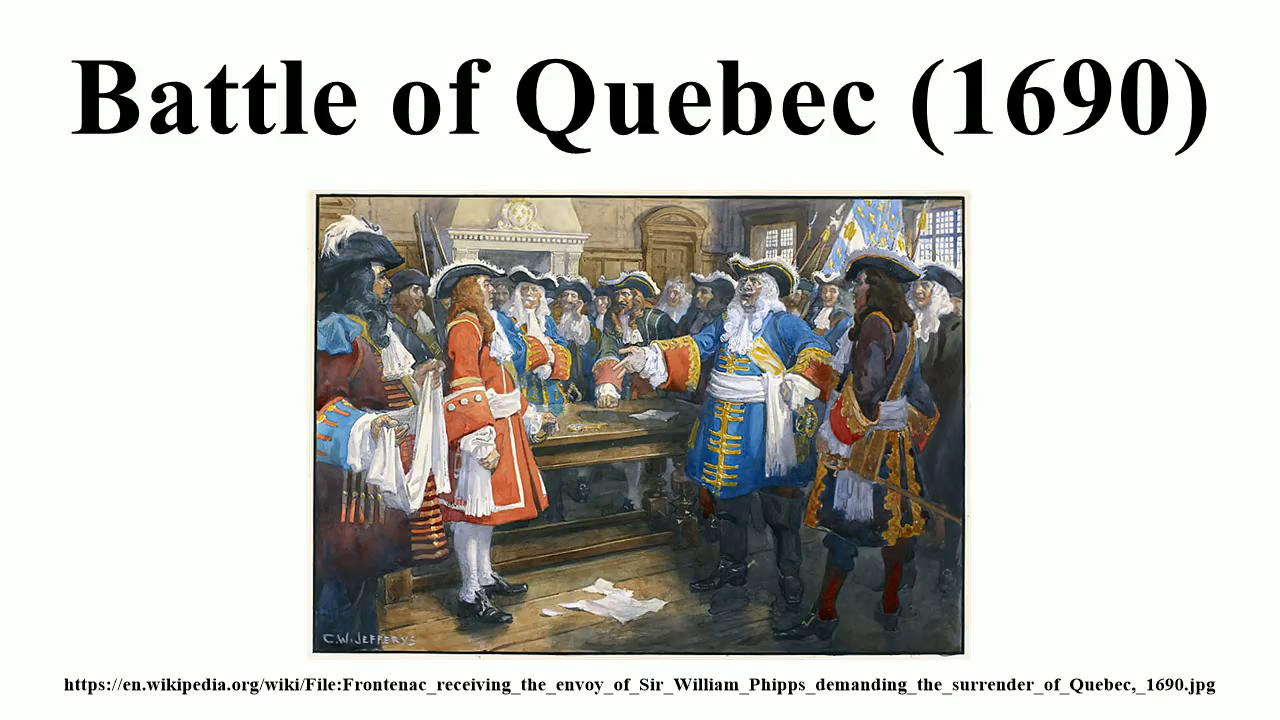 Battle of Quebec (1690)
C.W. JEFFERYS
https://en.wikipedia.org/wiki/File:Frontenac_receiving_the_envoy_of_Sir_William_Phipps_demanding_the_surrender_of_Quebec,_1690.jpg